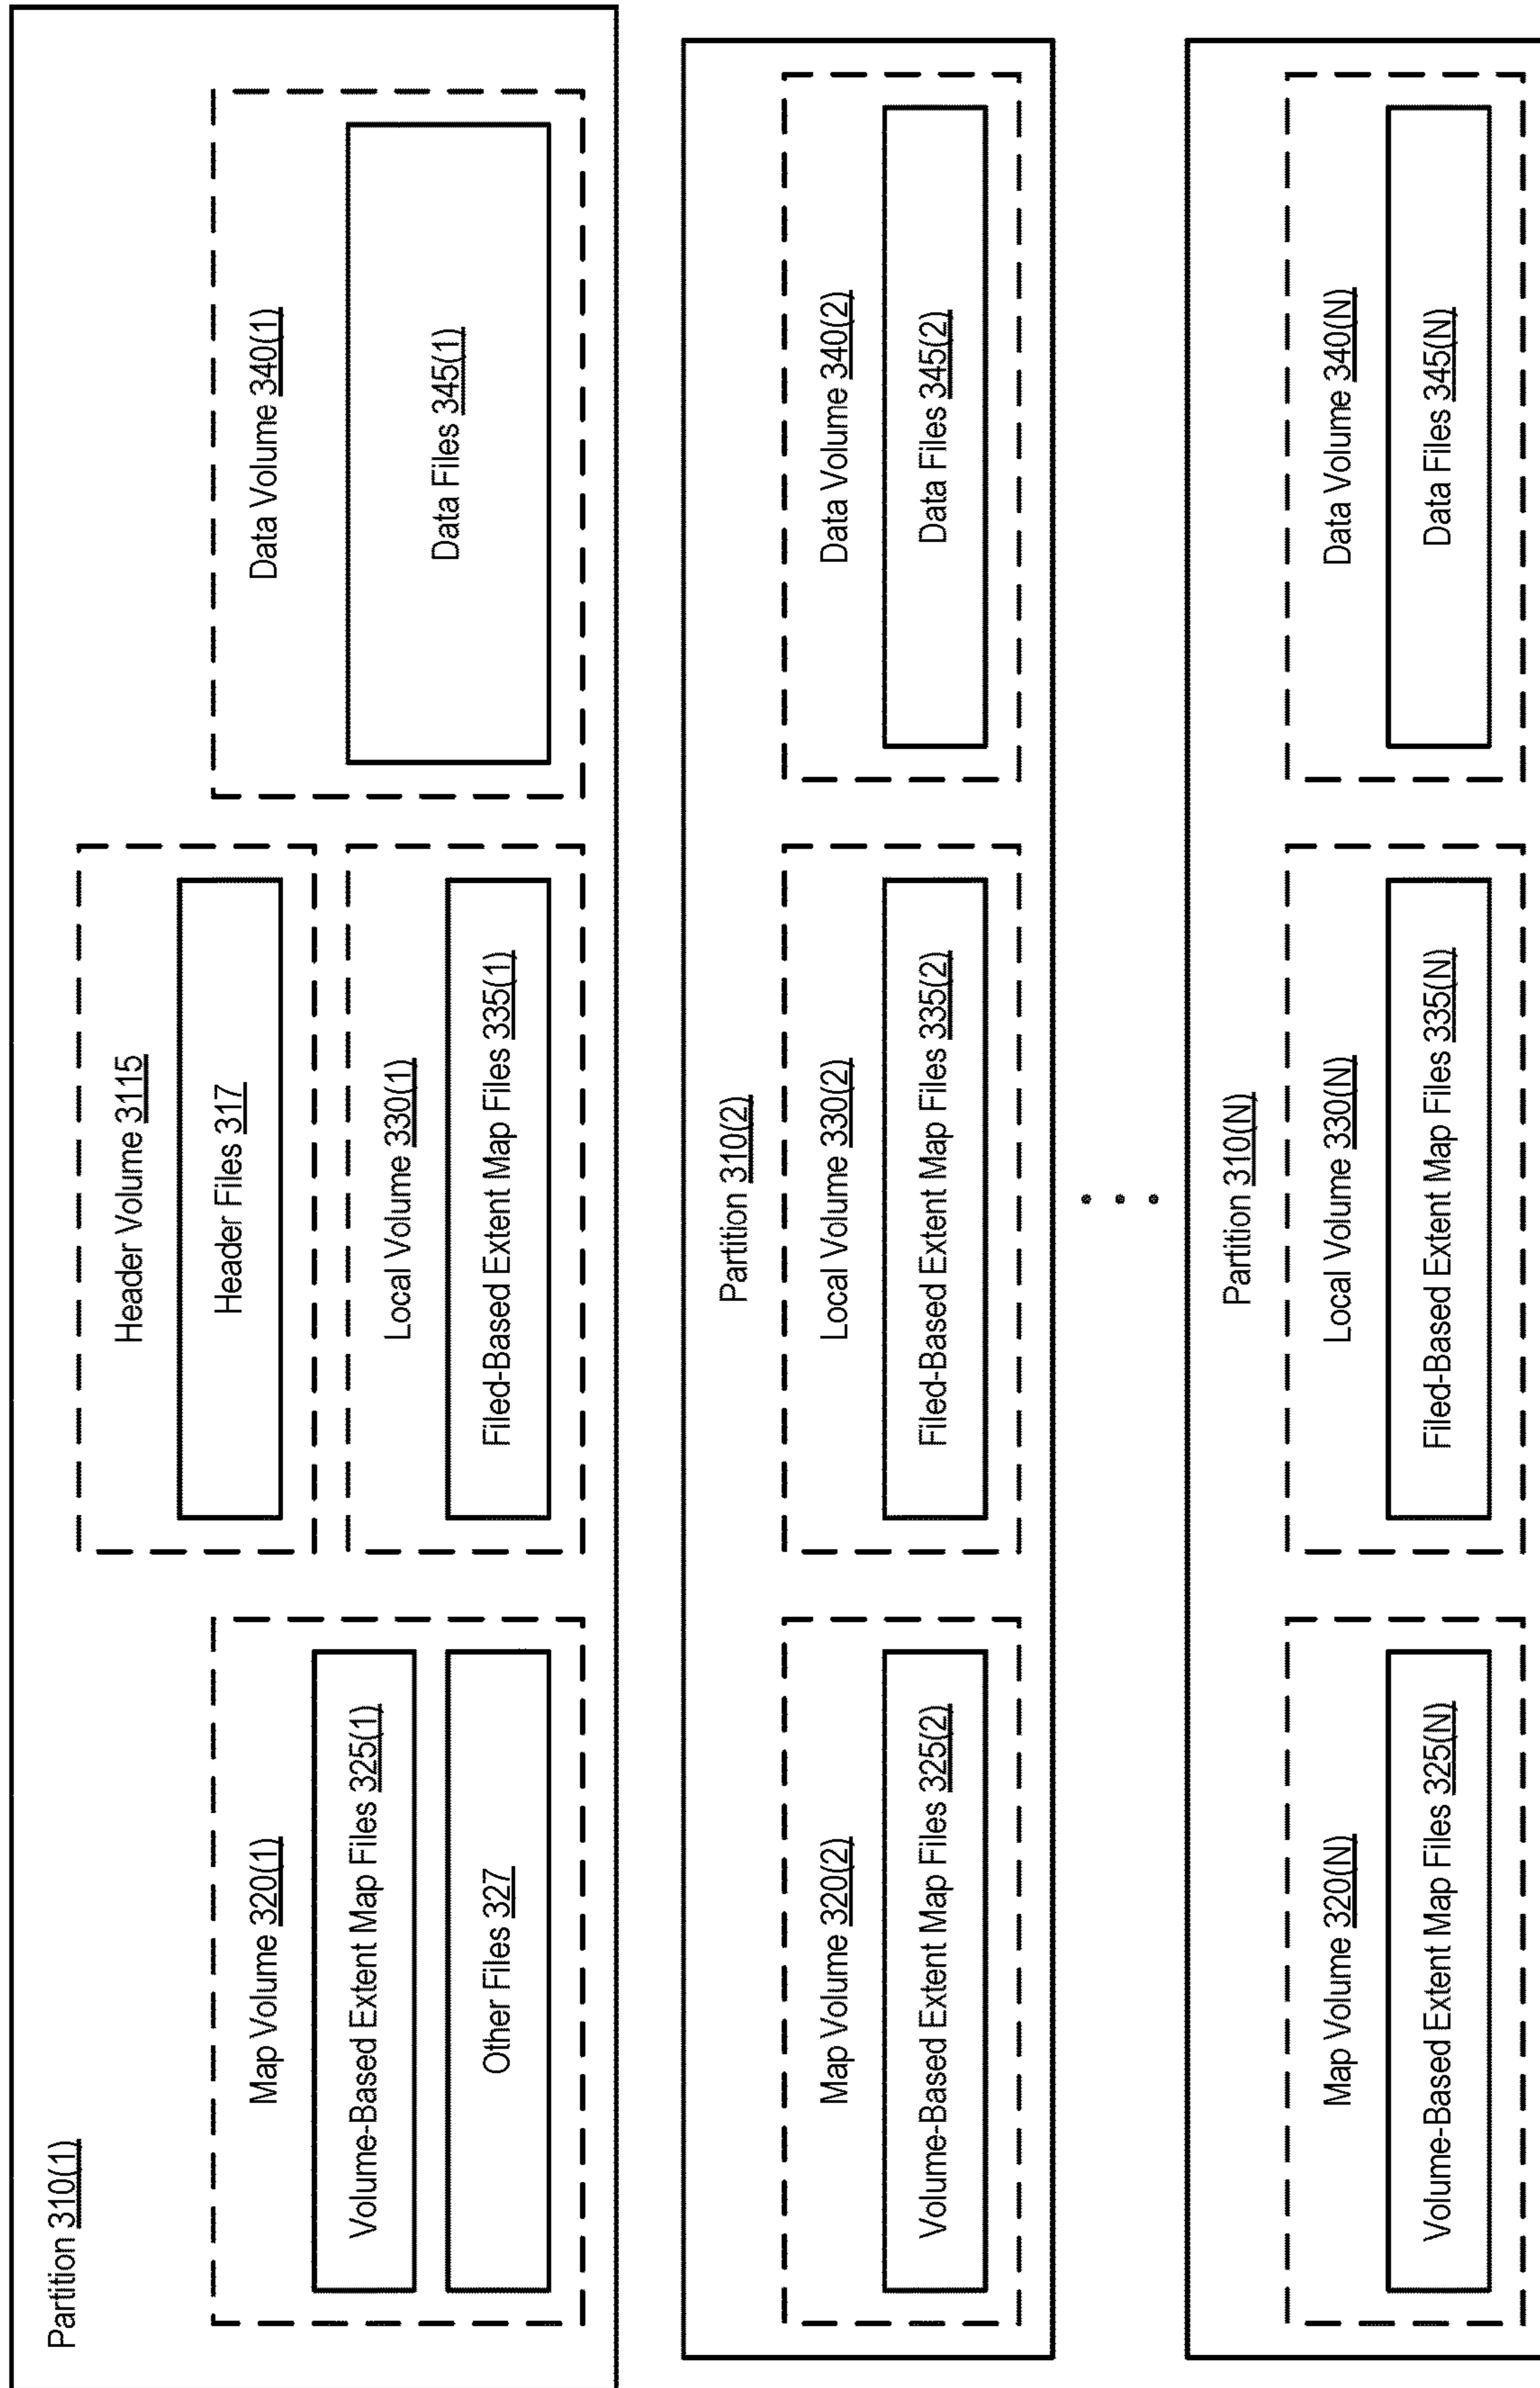 Partition 310(1)
Map Volume 320(1)
Volume-Based Extent Map Files 325(1)
Other Files 327
Header Volume 3115
Header Files 317
Local Volume 330(1)
Filed-Based Extent Map Files 335(1)
Data Volume 340(1)
Data Files 345(1)
Partition 310(2)
Map Volume 320(2)
Volume-Based Extent Map Files 325(2)
Local Volume 330(2)
Filed-Based Extent Map Files 335(2)
Data Volume 340(2)
Data Files 345(2)
Partition 310(N)
Map Volume 320(N)
Volume-Based Extent Map Files 325(N)
Local Volume 330(N)
Filed-Based Extent Map Files 335(N)
Data Volume 340(N)
Data Files 345(N)